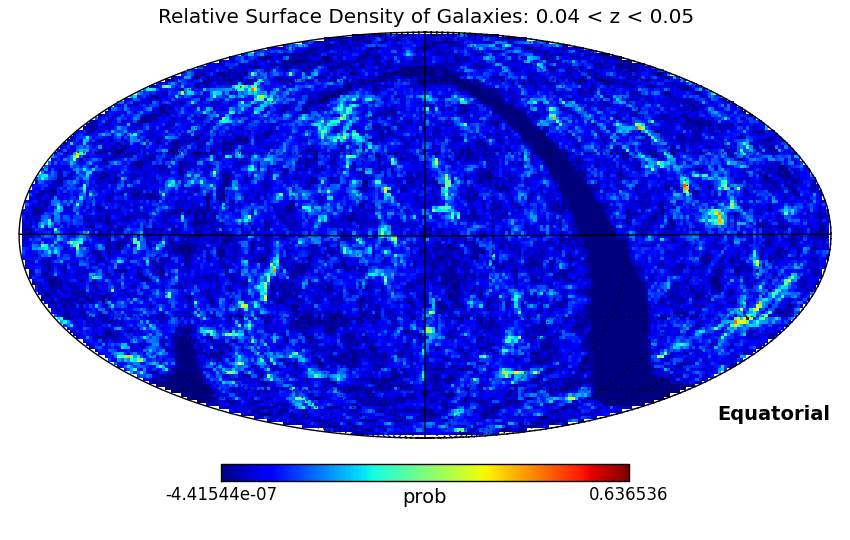 Relative Surface Density of Galaxies: 0.04 < z < 0.05
Equatorial
-4.41544e-07
prob
0.636536